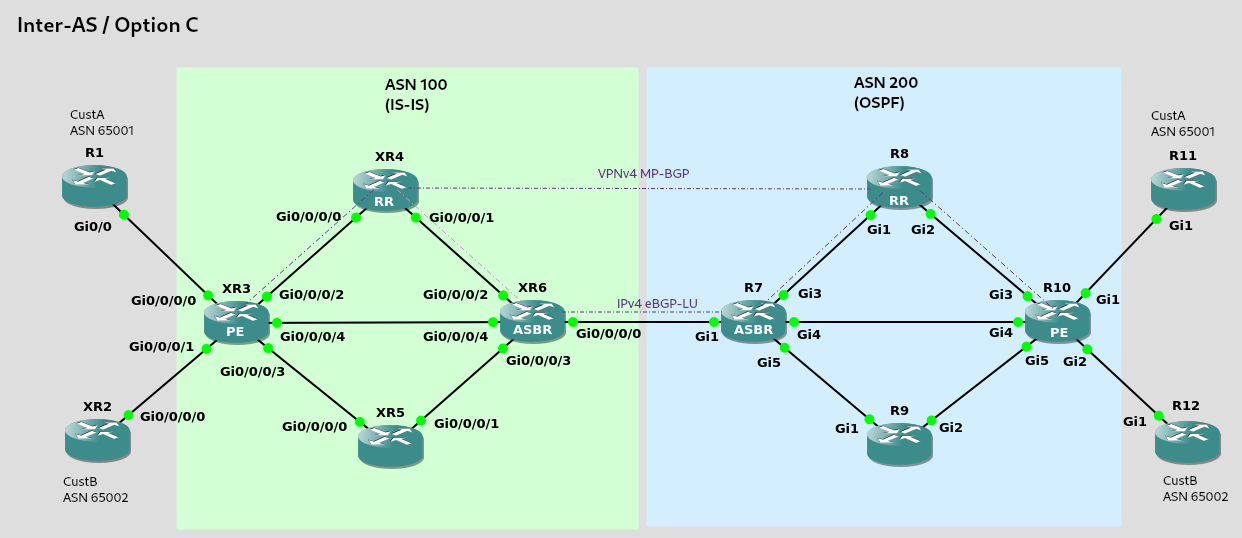 Inter-AS / Option C
ASN 100
(IS-IS)
ASN 200
(OSPF)
CustA
ASN 65001
R1
Gi0/0
XR4
RR
Gi0/0/0/0
Gi0/0/0/1
VPNv4 MP-BGP
R8
RR
Gi1
Gi2
CustA
ASN 65001
R11
Gi1
Gi0/0/0/0
XR3
PE
Gi0/0/0/2
Gi0/0/0/4
Gi0/0/0/1
Gi0/0/0/3
Gi0/0/0/2
XR6
ASBR
Gi0/0/0/4
Gi0/0/0/0
Gi0/0/0/3
IPv4 eBGP-LU
R7
ASBR
Gi1
Gi3
Gi4
Gi5
Gi3
R10
PE
Gi1
Gi4
Gi5
Gi2
XR2
Gi0/0/0/0
CustB
ASN 65002
XR5
Gi0/0/0/0
Gi0/0/0/1
R9
Gi1
Gi2
R12
Gi1
CustB
ASN 65002